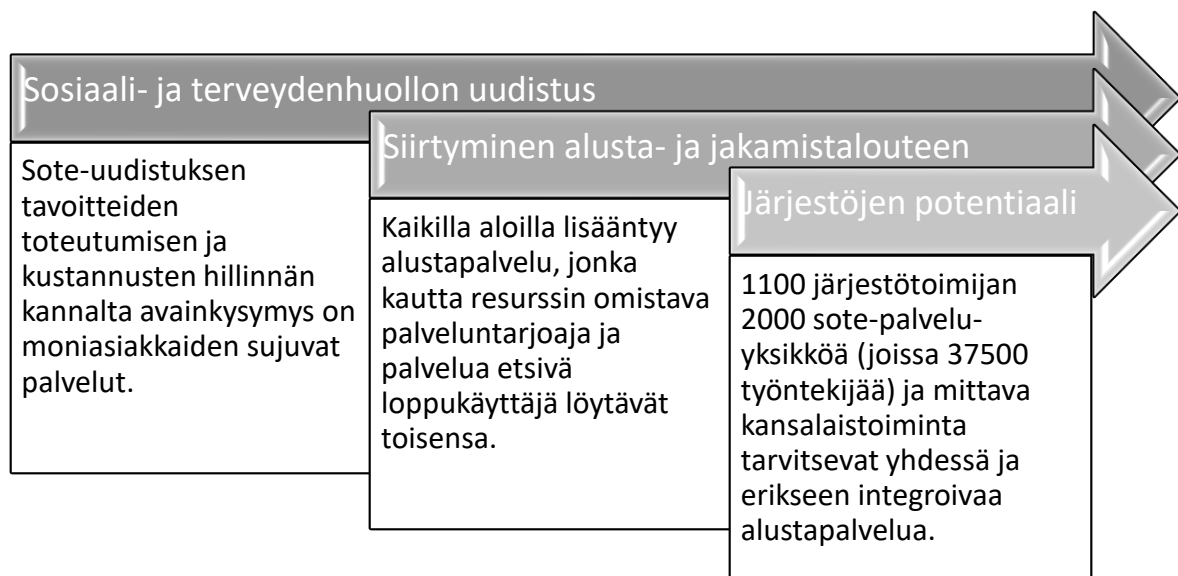 Sosiaali- ja terveydenhuollon uudistus
Sote-uudistuksen
tavoitteiden
toteutumisen ja
kustannusten hillinnän
kannalta avainkysymys on
moniasiakkaiden sujuvat
palvelut.
Siirtyminen alusta- ja jakamistalouteen
Kaikilla aloilla lisääntyy
alustapalvelu, jonka
kautta resurssin omistava
palveluntarjoaja ja
palvelua etsivä
loppukäyttäjä löytävät
toisensa.
Järjestöjen potentiaali
1100 järjestötoimijan
2000 sote-palvelu-
yksikköä (joissa 37500
työntekijää) ja mittava
kansalaistoiminta
tarvitsevat yhdessä ja
erikseen integroivaa
alustapalvelua.